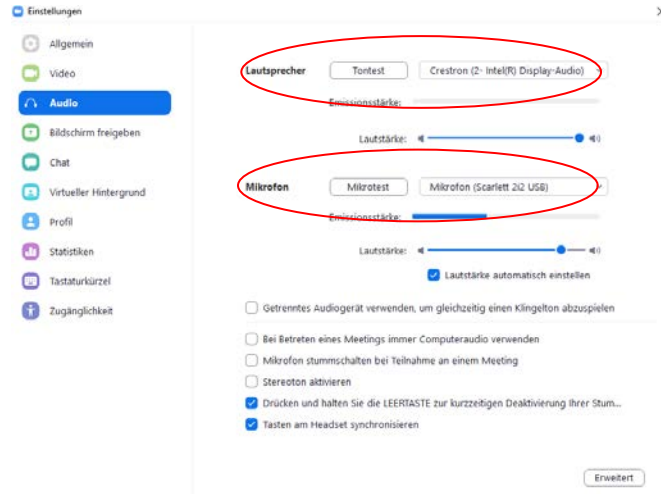 Einstellungen
Allgemein
Video
Audio
Bildschirm freigeben
Chat
Virtueller Hintergrund
Profil
Statistiken
Tastaturkürzel
Zugänglichkeit
Lautsprecher Tontest Crestron (2- Intel(R) Display-Audio)
Emissionsstärke:
Lautstärke:
Mikrofon Mikrotest Mikrofon (Scarlett 2i2 USB)
Emissionsstärke:
Lautstärke:
Lautstärke automatisch einstellen
Getrenntes Audiogerät verwenden, um gleichzeitig einen Klingelton abzuspielen
Bei Betreten eines Meetings immer Computeraudio verwenden
Mikrofon stummschalten bei Teilnahme an einem Meeting
Stereoton aktivieren
Drücken und halten Sie die LEERTASTE zur kurzzeitigen Deaktivierung Ihrer Stum...
Tasten am Headset synchronisieren
Erweitert